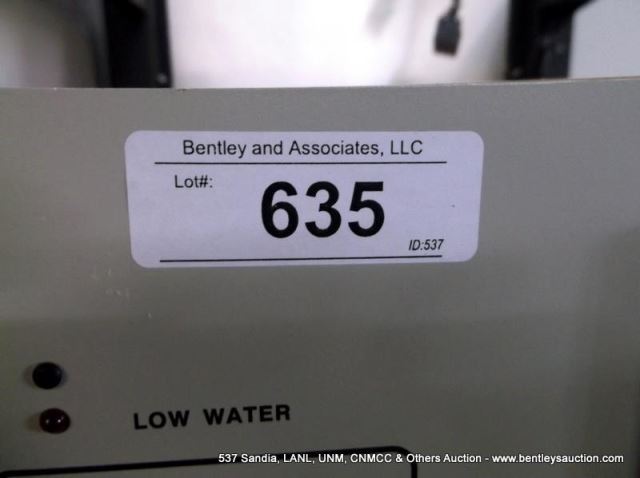 Bentley and Associates, LLC
Lot#:
635
ID:537
LOW WATER
537 Sandia, LANL, UNM, CNMCC & Others Auction - www.bentleysauction.com